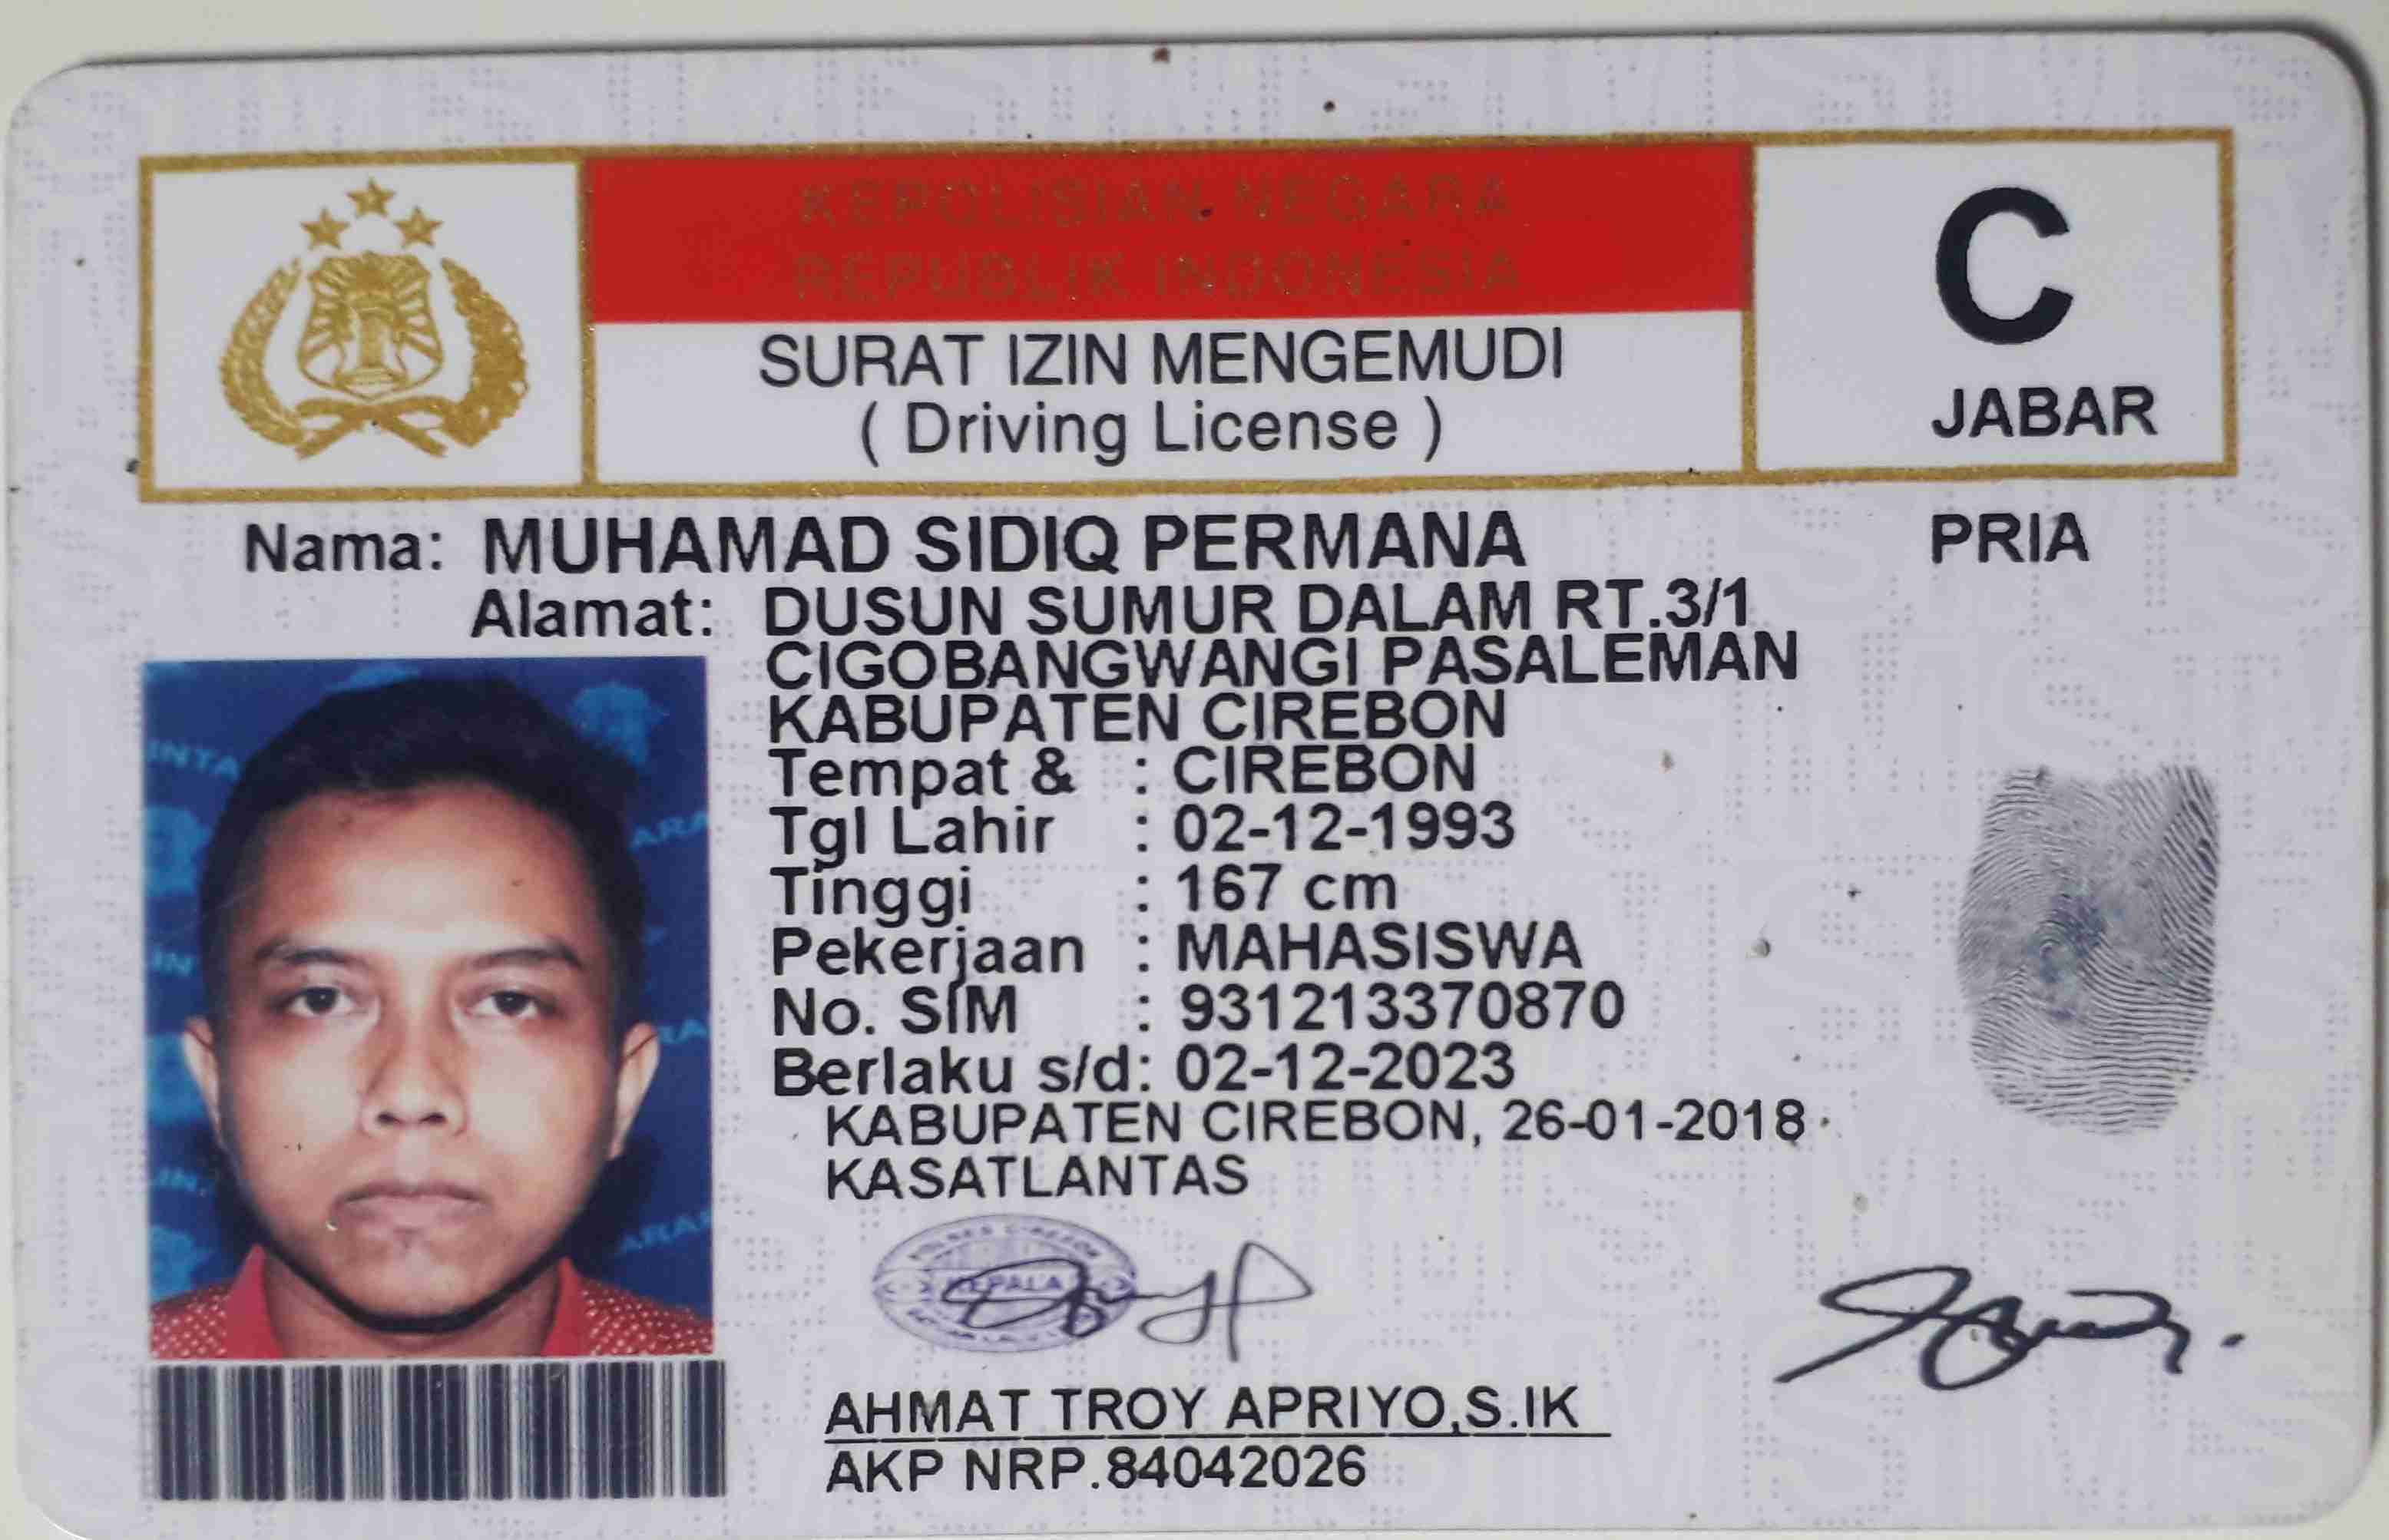 KEPOLISIAN NEGARA
REPUBLIK INDONESIA
SURAT IZIN MENGEMUDI
( Driving License )
C
JABAR
Nama: MUHAMAD SIDIQ PERMANA
PRIA
Alamat: DUSUN SUMUR DALAM RT.3/1
CIGOBANGWANGI PASALEMAN
KABUPATEN CIREBON
Tempat & : CIREBON
Tgl Lahir : 02-12-1993
Tinggi : 167 cm
Pekerjaan : MAHASISWA
No. SIM : 931213370870
Berlaku s/d: 02-12-2023
KABUPATEN CIREBON, 26-01-2018
KASATLANTAS
KEPALA
AHMAT TROY APRIYO,S.IK
AKP NRP.84042026